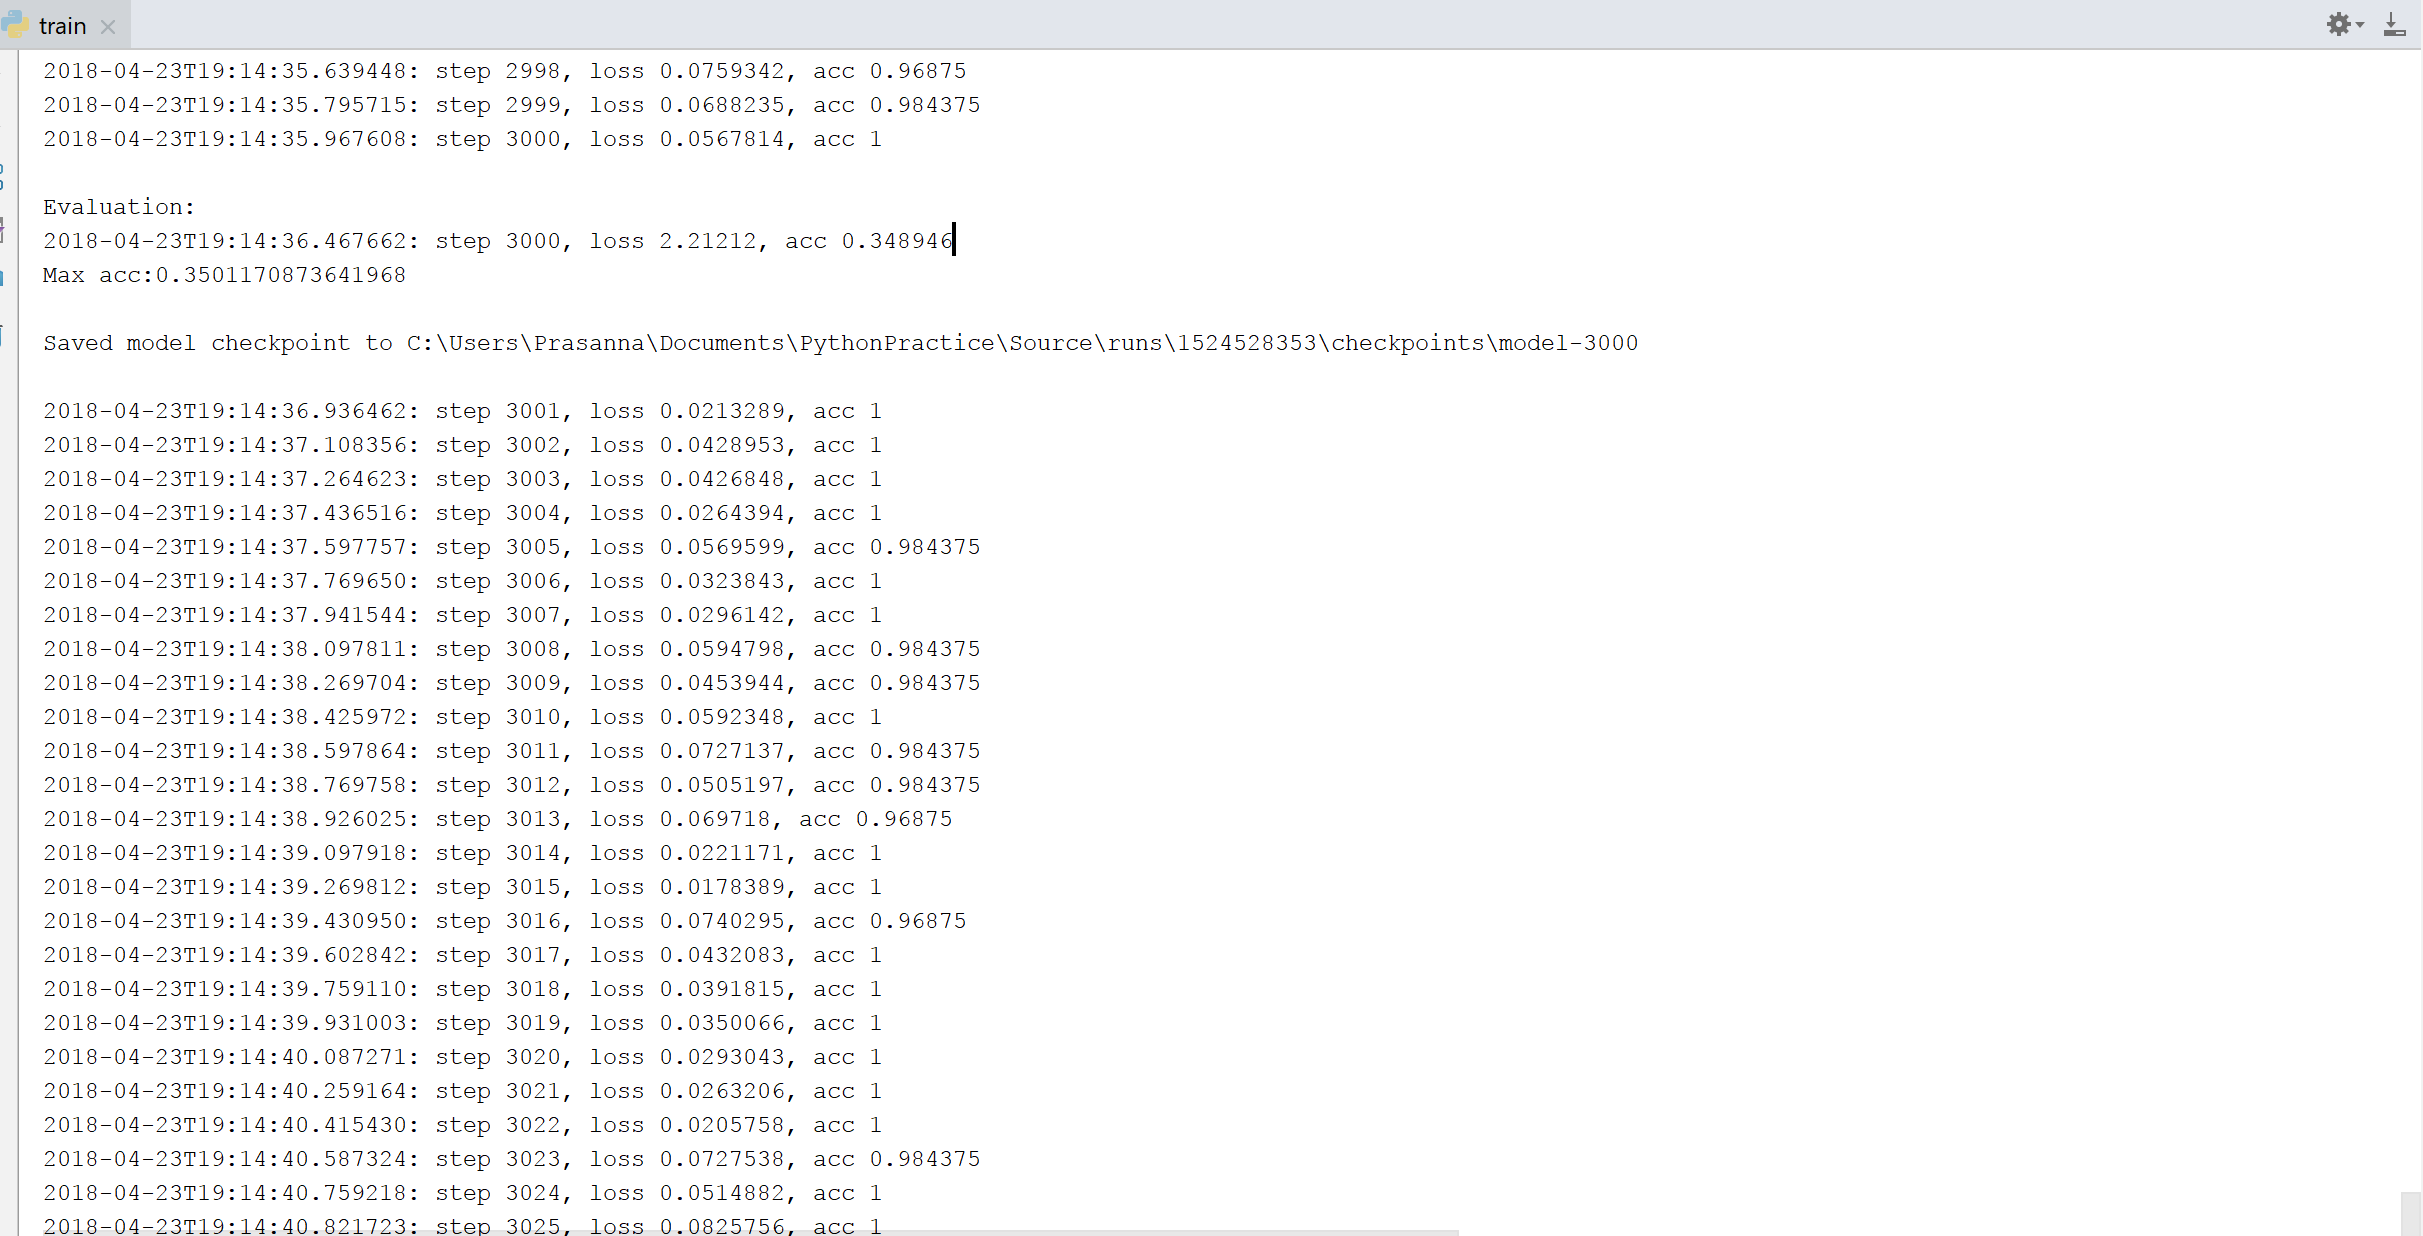 train
2018-04-23T19:14:35.639448: step 2998, loss 0.0759342, acc 0.96875
2018-04-23T19:14:35.795715: step 2999, loss 0.0688235, acc 0.984375
2018-04-23T19:14:35.967608: step 3000, loss 0.0567814, acc 1
Evaluation:
2018-04-23T19:14:36.467662: step 3000, loss 2.21212, acc 0.348946
Max acc:0.3501170873641968
Saved model checkpoint to C:\Users\Prasanna\Documents\PythonPractice\Source\runs\1524528353\checkpoints\model-3000
2018-04-23T19:14:36.936462: step 3001, loss 0.0213289, acc 1
2018-04-23T19:14:37.108356: step 3002, loss 0.0428953, acc 1
2018-04-23T19:14:37.264623: step 3003, loss 0.0426848, acc 1
2018-04-23T19:14:37.436516: step 3004, loss 0.0264394, acc 1
2018-04-23T19:14:37.597757: step 3005, loss 0.0569599, acc 0.984375
2018-04-23T19:14:37.769650: step 3006, loss 0.0323843, acc 1
2018-04-23T19:14:37.941544: step 3007, loss 0.0296142, acc 1
2018-04-23T19:14:38.097811: step 3008, loss 0.0594798, acc 0.984375
2018-04-23T19:14:38.269704: step 3009, loss 0.0453944, acc 0.984375
2018-04-23T19:14:38.425972: step 3010, loss 0.0592348, acc 1
2018-04-23T19:14:38.597864: step 3011, loss 0.0727137, acc 0.984375
2018-04-23T19:14:38.769758: step 3012, loss 0.0505197, acc 0.984375
2018-04-23T19:14:38.926025: step 3013, loss 0.069718, acc 0.96875
2018-04-23T19:14:39.097918: step 3014, loss 0.0221171, acc 1
2018-04-23T19:14:39.269812: step 3015, loss 0.0178389, acc 1
2018-04-23T19:14:39.430950: step 3016, loss 0.0740295, acc 0.96875
2018-04-23T19:14:39.602842: step 3017, loss 0.0432083, acc 1
2018-04-23T19:14:39.759110: step 3018, loss 0.0391815, acc 1
2018-04-23T19:14:39.931003: step 3019, loss 0.0350066, acc 1
2018-04-23T19:14:40.087271: step 3020, loss 0.0293043, acc 1
2018-04-23T19:14:40.259164: step 3021, loss 0.0263206, acc 1
2018-04-23T19:14:40.415430: step 3022, loss 0.0205758, acc 1
2018-04-23T19:14:40.587324: step 3023, loss 0.0727538, acc 0.984375
2018-04-23T19:14:40.759218: step 3024, loss 0.0514882, acc 1
2018-04-23T19:14:40.821723: step 3025, loss 0.0825756, acc 1